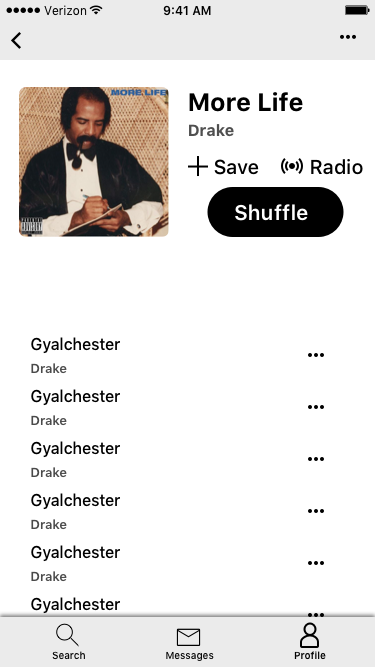 Verizon 9:41 AM
MORE LIFE
More Life
Drake
Save Radio
Shuffle
Gyalchester
Drake
Gyalchester
Drake
Gyalchester
Drake
Gyalchester
Drake
Gyalchester
Drake
Gyalchester
Search Messages Profile